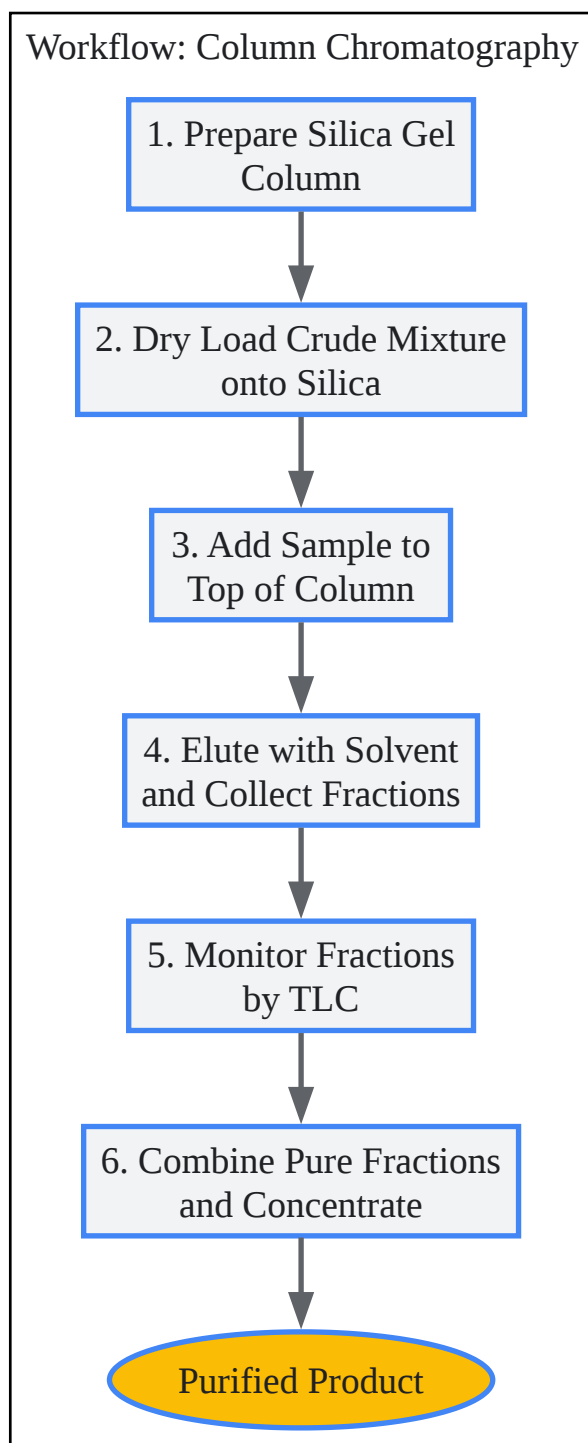 Workflow: Column Chromatography
1. Prepare Silica Gel
Column
2. Dry Load Crude Mixture
onto Silica
3. Add Sample to
Top of Column
4. Elute with Solvent
and Collect Fractions
5. Monitor Fractions
by TLC
6. Combine Pure Fractions
and Concentrate
Purified Product